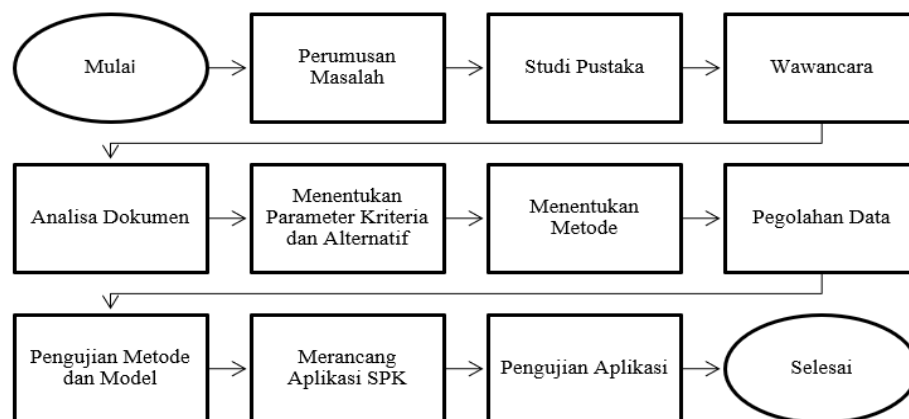 Mulai
Perumusan
Masalah
Studi Pustaka
Wawancara
Analisa Dokumen
Menentukan
Parameter Kriteria
dan Alternatif
Menentukan
Metode
Pegolahan Data
Pengujian Metode
dan Model
Merancang
Aplikasi SPK
Pengujian Aplikasi
Selesai